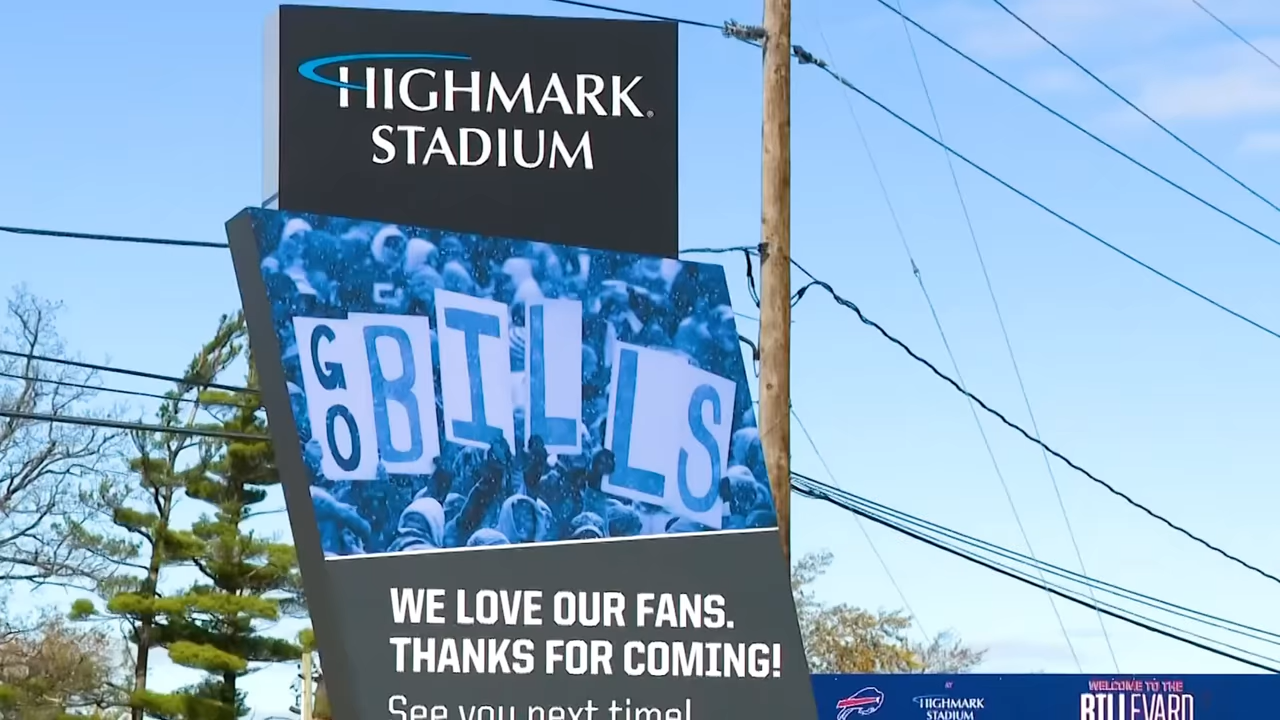 HIGHMARK
STADIUM
GO BILLS
WE LOVE OUR FANS.
THANKS FOR COMING!
See you next time!
WELCOME TO THE
BILLEVARD
HIGHMARK
STADIUM